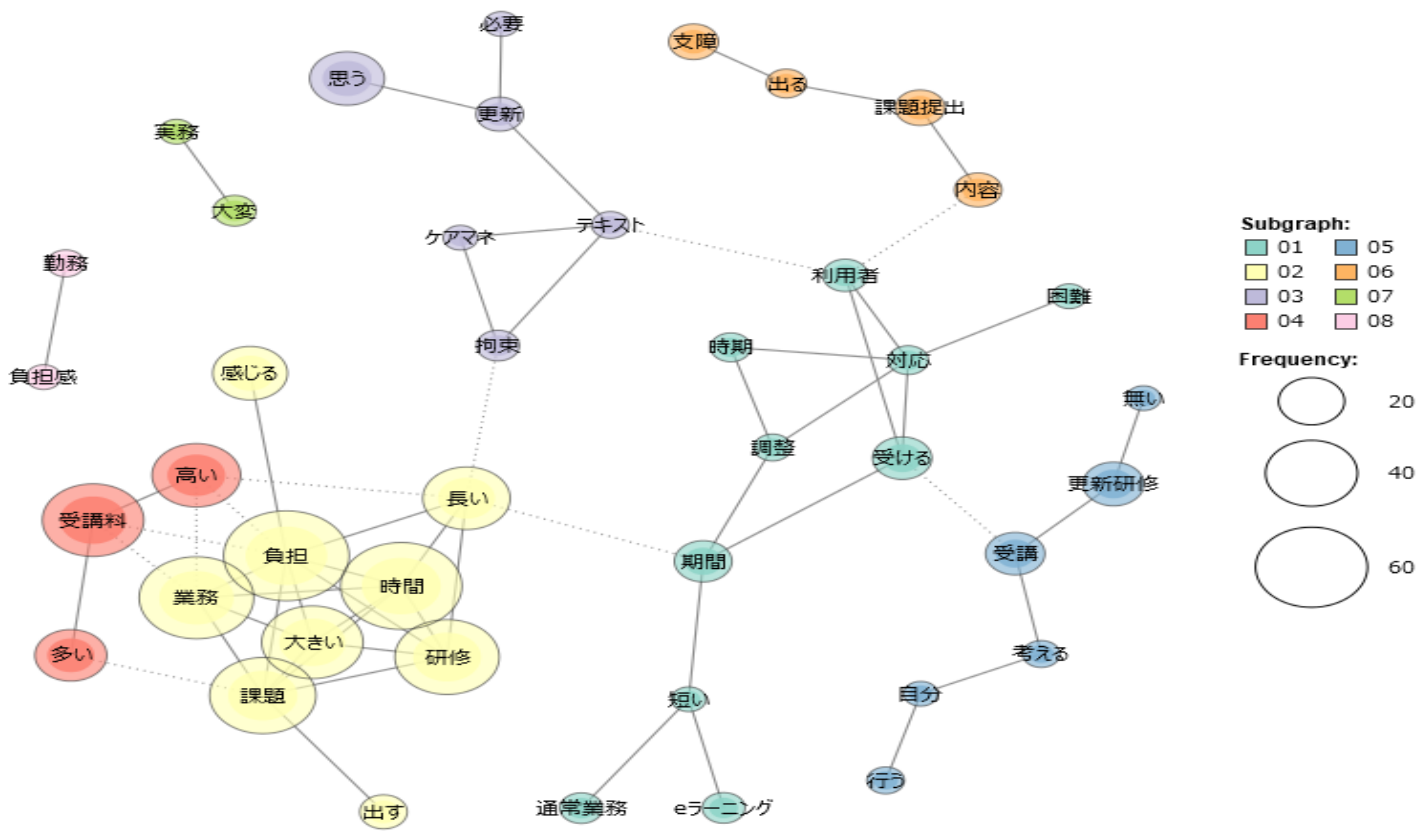 必要
支障
思う
出る
課題提出
更新
実務
内容
大変
テキスト
ケアマネ
勤務
利用者
困難
拘束
時期
対応
負担感
感じる
無い
調整
受ける
高い
更新研修
長い
受講料
負担
期間
受講
時間
業務
大きい
考える
多い
研修
課題
自分
短い
行う
出す
通常業務
eラーニング
Subgraph:
01 05
02 06
03 07
04 08
Frequency:
20
40
60